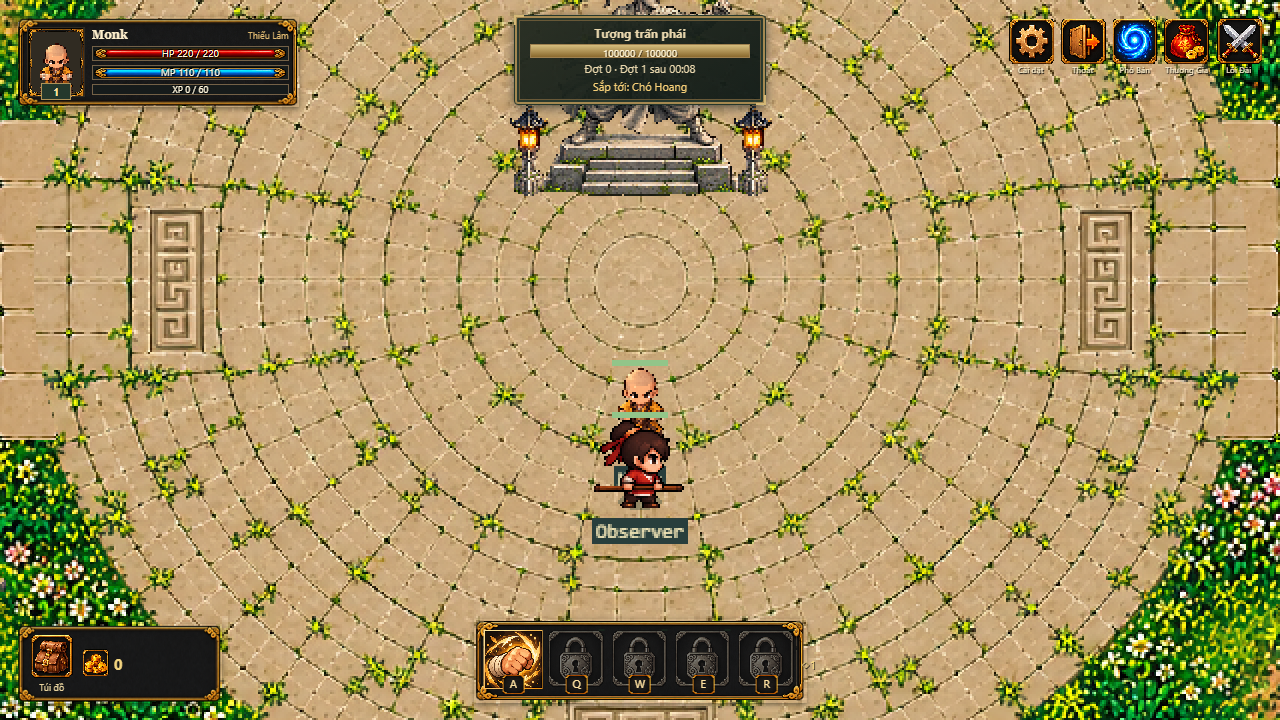 Monk
Thiếu Lâm
HP 220 / 220
MP 110 / 110
XP 0 / 60
1
Tượng trấn phái
100000 / 100000
Đợt 0 · Đợt 1 sau 00:08
Sắp tới: Chó Hoang
Cài đặt
Thoát
Phó Bản
Thương Gia
Lôi Đài
Observer
0
Túi đồ
A
Q
W
E
R